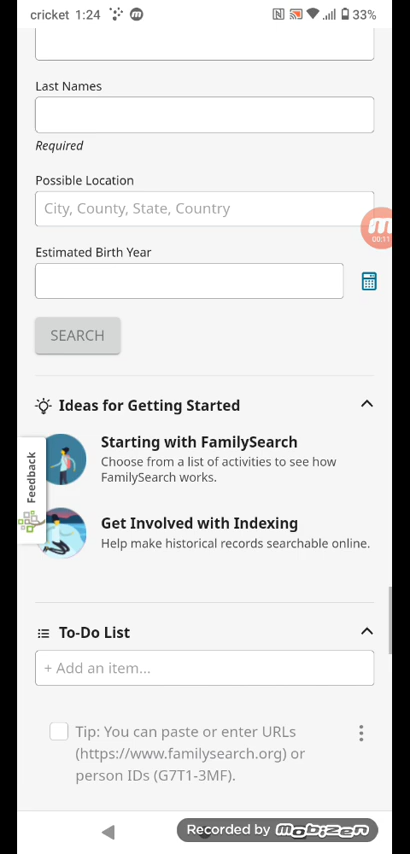 cricket 1:24 33%
Last Names
Required
Possible Location
City, County, State, Country
00:11
Estimated Birth Year
SEARCH
Ideas for Getting Started
Starting with FamilySearch
Choose from a list of activities to see how
FamilySearch works.
Feedback
Get Involved with Indexing
Help make historical records searchable online.
To-Do List
+ Add an item...
Tip: You can paste or enter URLs
(https://www.familysearch.org) or
person IDs (G7T1-3MF).
Recorded by mobizen